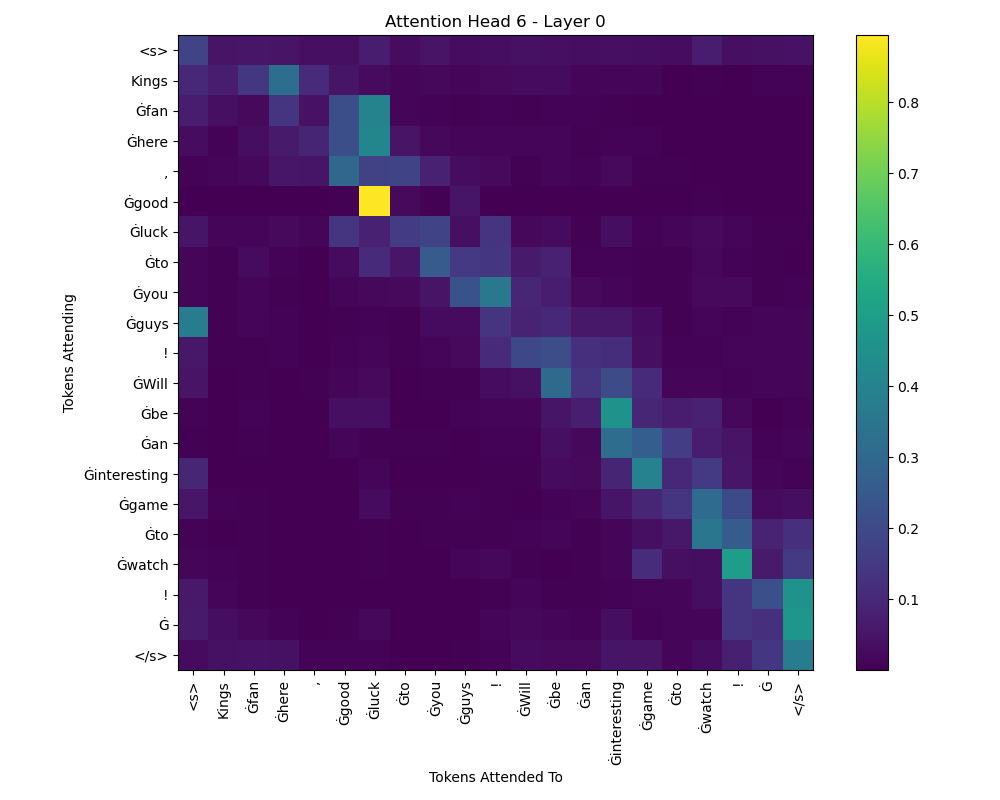 Attention Head 6 - Layer 0
Tokens Attending
<s>
Kings
Ġfan
Ġhere
,
Ġgood
Ġluck
Ġto
Ġyou
Ġguys
!
ĠWill
Ġbe
Ġan
Ġinteresting
Ġgame
Ġto
Ġwatch
!
Ġ
</s>
<s>
Kings
Ġfan
Ġhere
,
Ġgood
Ġluck
Ġto
Ġyou
Ġguys
!
ĠWill
Ġbe
Ġan
Ġinteresting
Ġgame
Ġto
Ġwatch
!
Ġ
</s>
Tokens Attended To
0.8
0.7
0.6
0.5
0.4
0.3
0.2
0.1